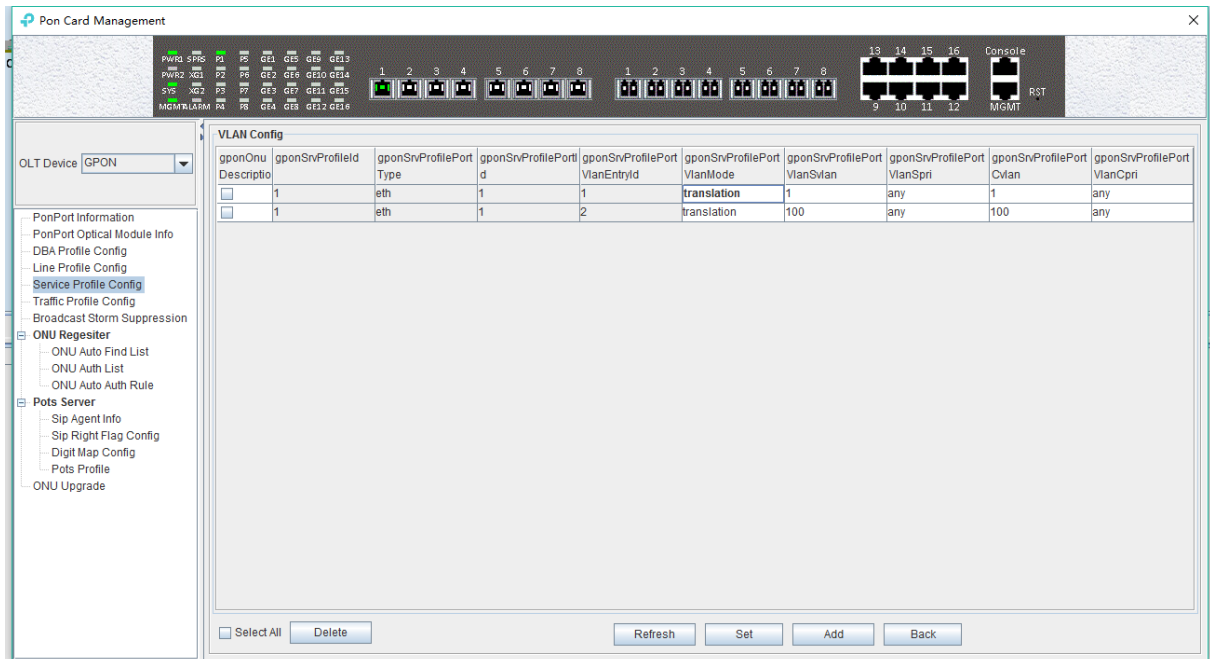 Pon Card Management
PWR1 SPRS P1 P5 GE1 GE5 GE9 GE13
PWR2 XG1 P2 P6 GE2 GE6 GE10 GE14
SYS XG2 P3 P7 GE3 GE7 GE11 GE15
MGMT ALARM P4 P8 GE4 GE8 GE12 GE16
1 2 3 4 5 6 7 8 1 2 3 4 5 6 7 8
13 14 15 16 Console
9 10 11 12 MGMT
RST
OLT Device GPON
PonPort Information
PonPort Optical Module Info
DBA Profile Config
Line Profile Config
Service Profile Config
Traffic Profile Config
Broadcast Storm Suppression
ONU Regesiter
ONU Auto Find List
ONU Auth List
ONU Auto Auth Rule
Pots Server
Sip Agent Info
Sip Right Flag Config
Digit Map Config
Pots Profile
ONU Upgrade
VLAN Config
gponOnu gponSrvProfileId gponSrvProfilePort gponSrvProfilePortI gponSrvProfilePort gponSrvProfilePort gponSrvProfilePort gponSrvProfilePort gponSrvProfilePort gponSrvProfilePort
Descriptio Type d VlanEntryId VlanMode VlanSvlan VlanSpri Cvlan VlanCpri
1 eth 1 1 translation 1 any 1 any
1 eth 1 2 translation 100 any 100 any
Select All Delete Refresh Set Add Back